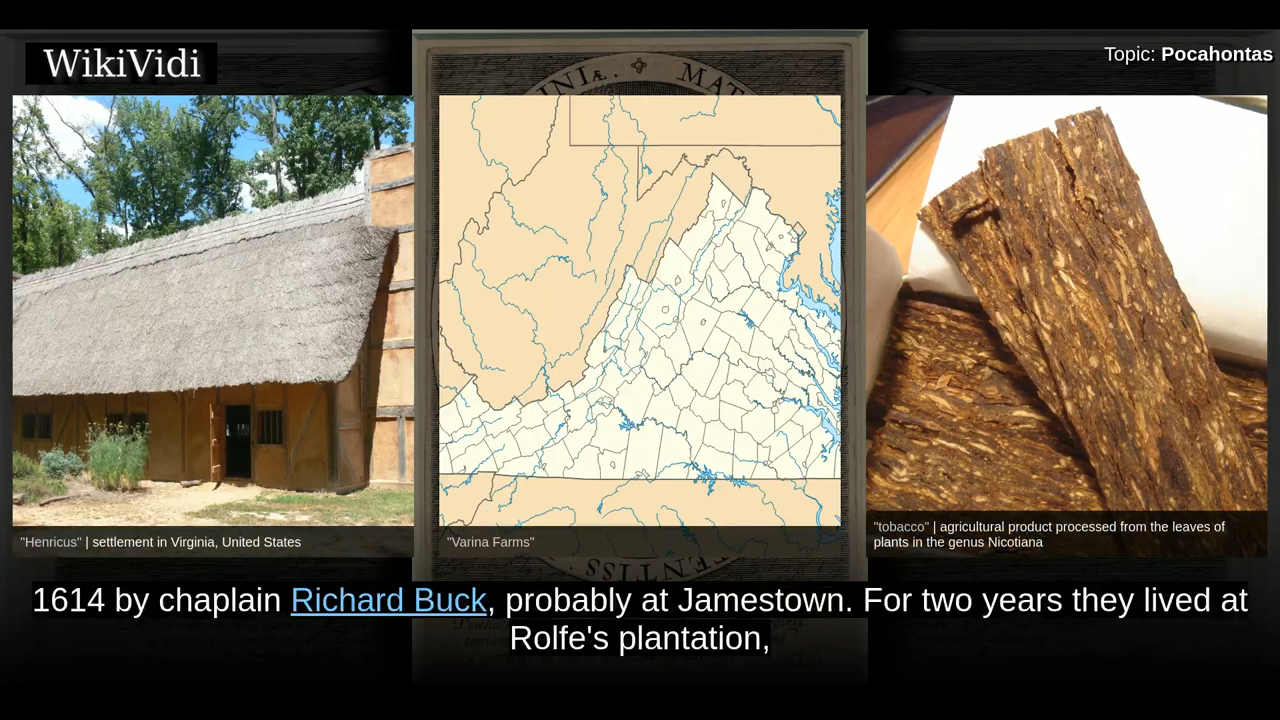 WikiVidi
Topic: Pocahontas
INIÆ. MAT
"Henricus" | settlement in Virginia, United States
"Varina Farms"
"tobacco" | agricultural product processed from the leaves of
plants in the genus Nicotiana
1614 by chaplain Richard Buck, probably at Jamestown. For two years they lived at
Rolfe's plantation,